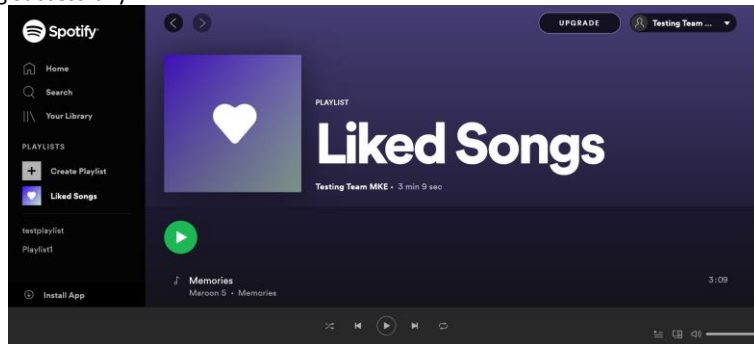 Spotify
Home
Search
Your Library
PLAYLISTS
Create Playlist
Liked Songs
testplaylist
Playlist1
Install App
UPGRADE
Testing Team ...
PLAYLIST
Liked Songs
Testing Team MKE • 3 min 9 sec
Memories
3:09
Maroon 5 • Memories